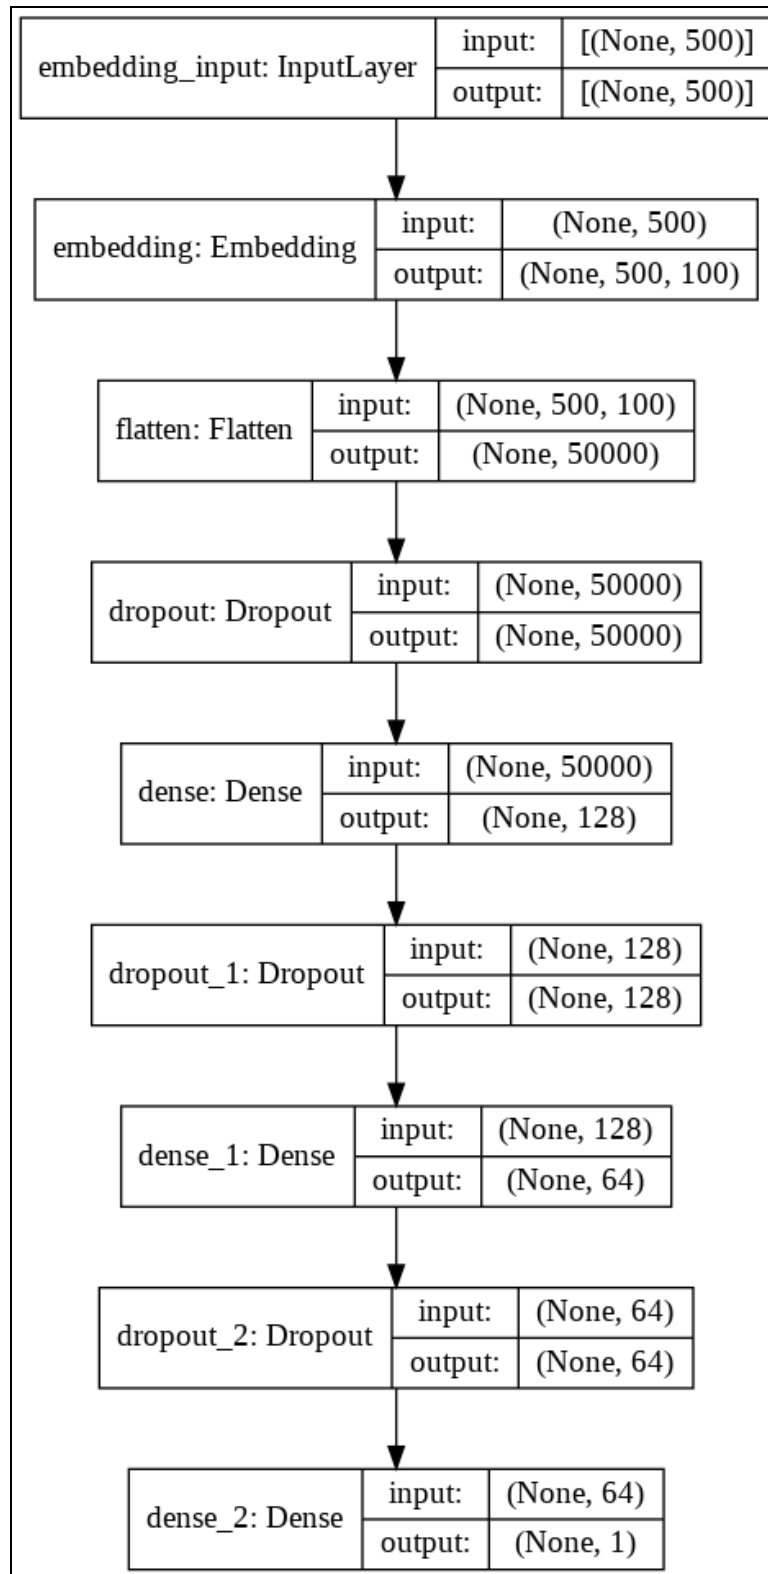 embedding_input: InputLayer
input: [(None, 500)]
output: [(None, 500)]
embedding: Embedding
input: (None, 500)
output: (None, 500, 100)
flatten: Flatten
input: (None, 500, 100)
output: (None, 50000)
dropout: Dropout
input: (None, 50000)
output: (None, 50000)
dense: Dense
input: (None, 50000)
output: (None, 128)
dropout_1: Dropout
input: (None, 128)
output: (None, 128)
dense_1: Dense
input: (None, 128)
output: (None, 64)
dropout_2: Dropout
input: (None, 64)
output: (None, 64)
dense_2: Dense
input: (None, 64)
output: (None, 1)